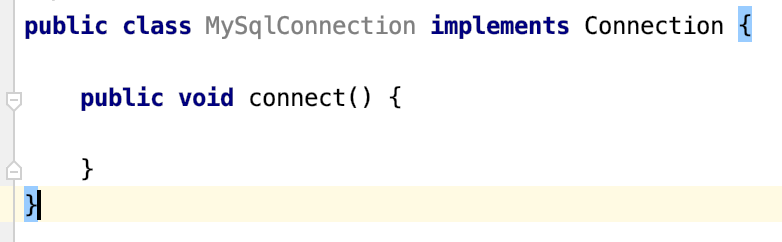 public class MySqlConnection implements Connection {
public void connect() {
}
}